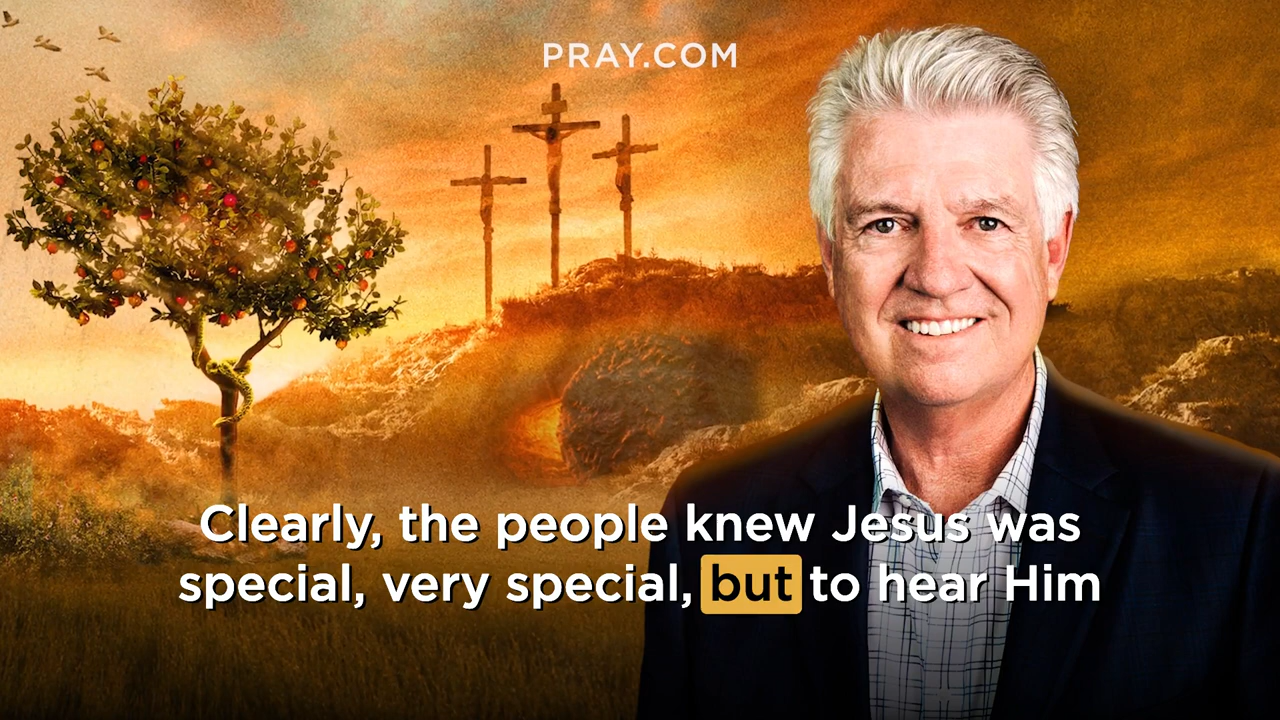 PRAY.COM
Clearly, the people knew Jesus was
special, very special, but to hear Him